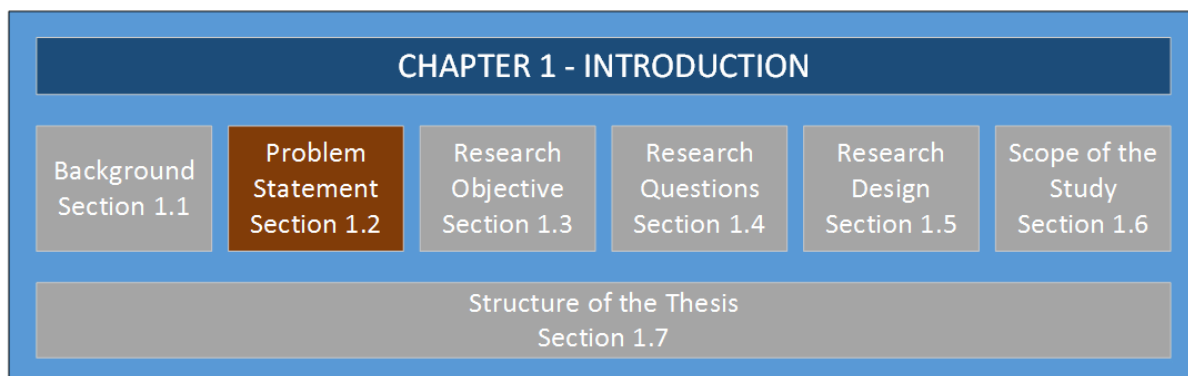 CHAPTER 1 - INTRODUCTION
Background
Section 1.1
Problem
Statement
Section 1.2
Research
Objective
Section 1.3
Research
Questions
Section 1.4
Research
Design
Section 1.5
Scope of the
Study
Section 1.6
Structure of the Thesis
Section 1.7